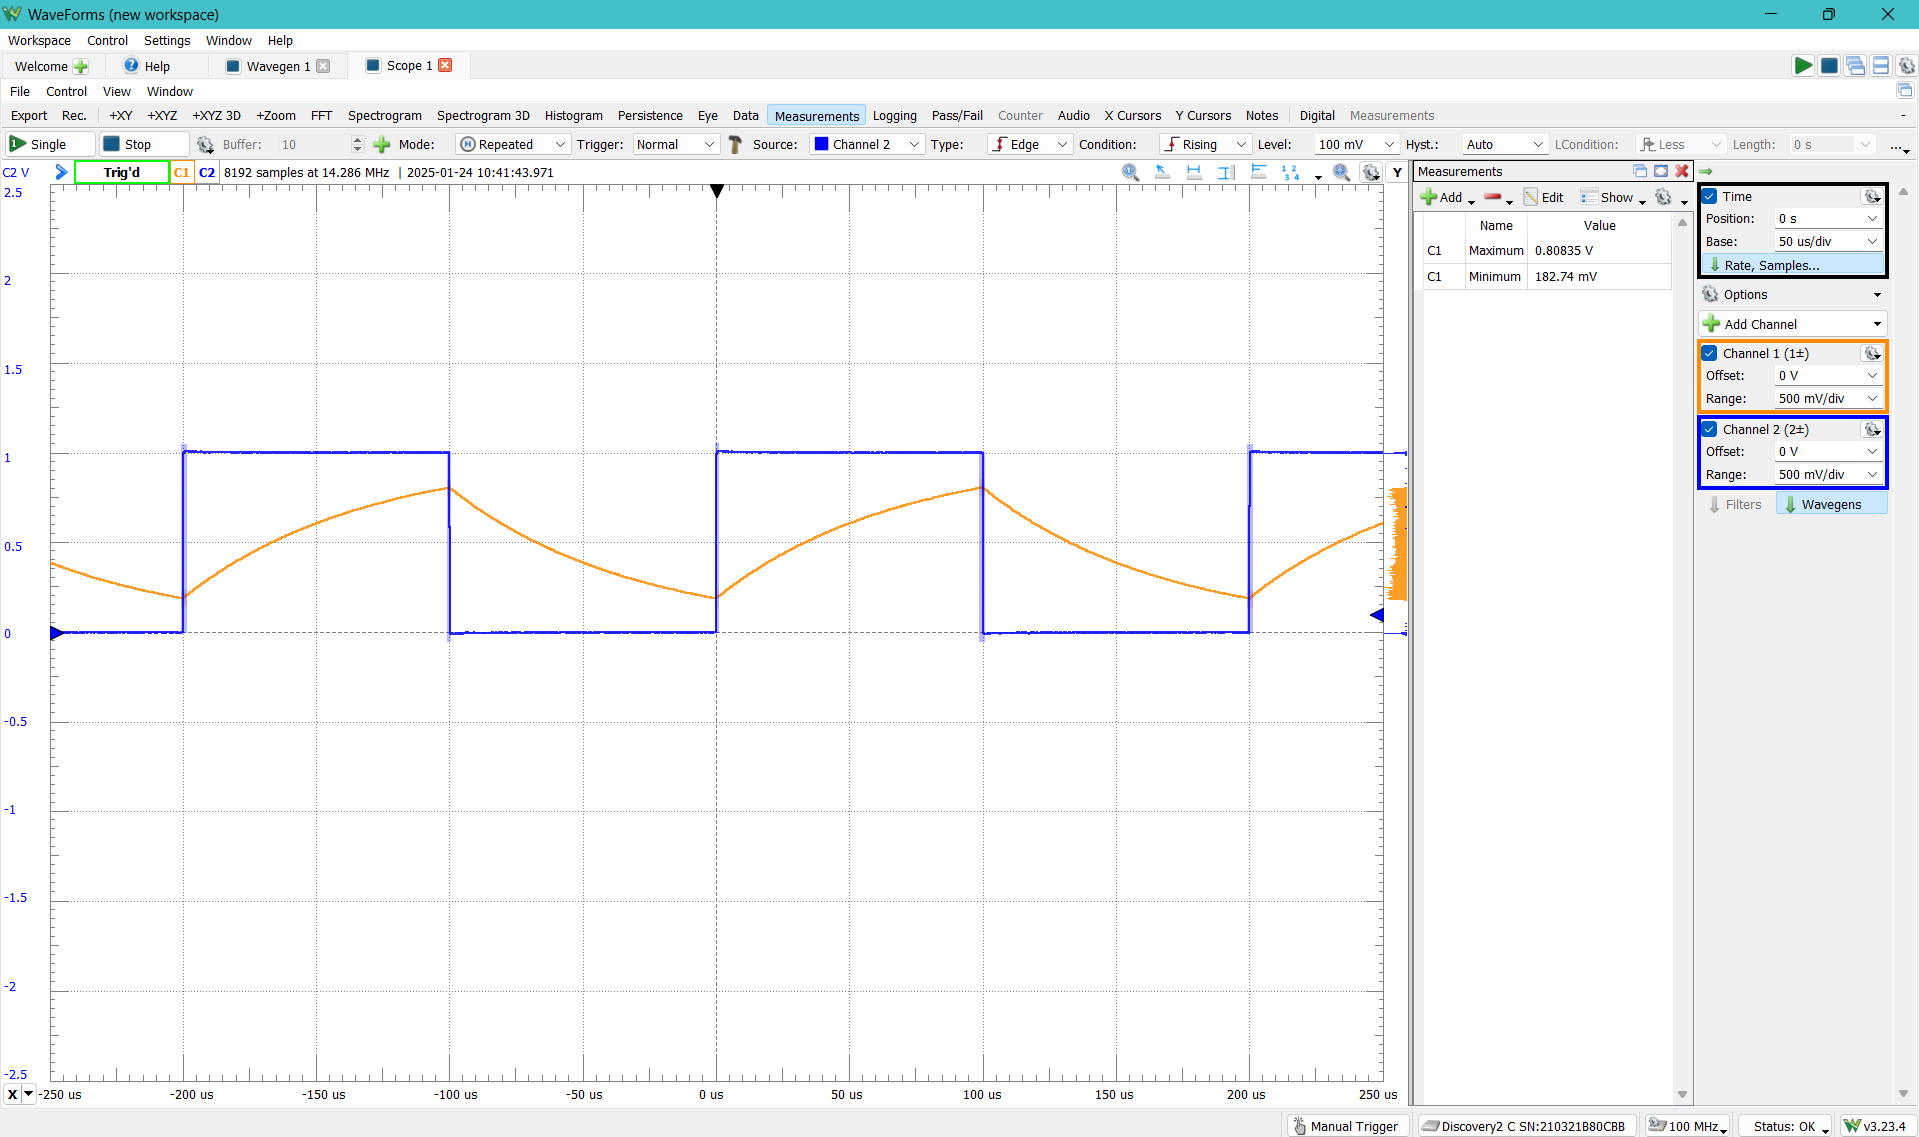 WaveForms (new workspace)
Workspace Control Settings Window Help
Welcome Help Wavegen 1 Scope 1
File Control View Window
Export Rec. +XY +XYZ +XYZ 3D +Zoom FFT Spectrogram Spectrogram 3D Histogram Persistence Eye Data Measurements Logging Pass/Fail Counter Audio X Cursors Y Cursors Notes Digital Measurements -
Single Stop Buffer: 10 Mode: Repeated Trigger: Normal Source: Channel 2 Type: Edge Condition: Rising Level: 100 mV Hyst.: Auto LCondition: Less Length: 0 s ...
C2 V Trig'd C1 C2 8192 samples at 14.286 MHz | 2025-01-24 10:41:43.971 Y
2.5
2
1.5
1
0.5
0
-0.5
-1
-1.5
-2
-2.5
X -250 us -200 us -150 us -100 us -50 us 0 us 50 us 100 us 150 us 200 us 250 us
Measurements
Add Edit Show
Name Value
C1 Maximum 0.80835 V
C1 Minimum 182.74 mV
Time
Position: 0 s
Base: 50 us/div
Rate, Samples...
Options
Add Channel
Channel 1 (1±)
Offset: 0 V
Range: 500 mV/div
Channel 2 (2±)
Offset: 0 V
Range: 500 mV/div
Filters Wavegens
Manual Trigger Discovery2 C SN:210321B80CBB 100 MHz Status: OK v3.23.4